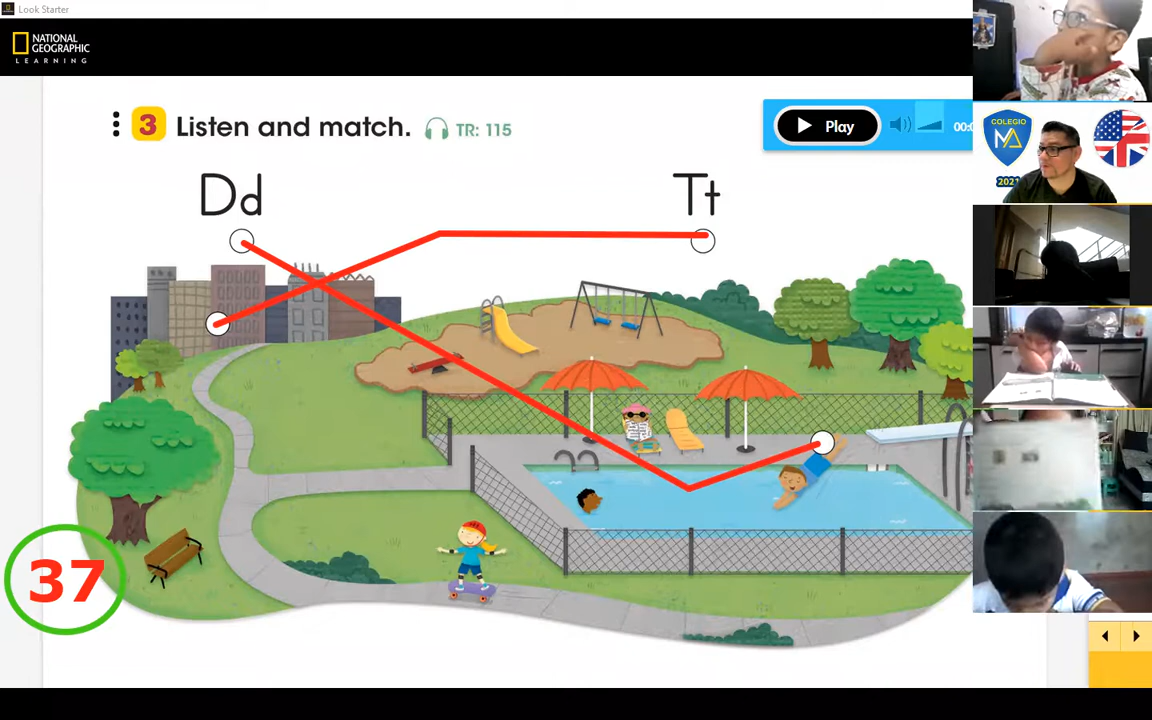 Look Starter
NATIONAL
GEOGRAPHIC
LEARNING
3 Listen and match. TR: 115
Play
Dd
Tt
37
COLEGIO
MA
2021